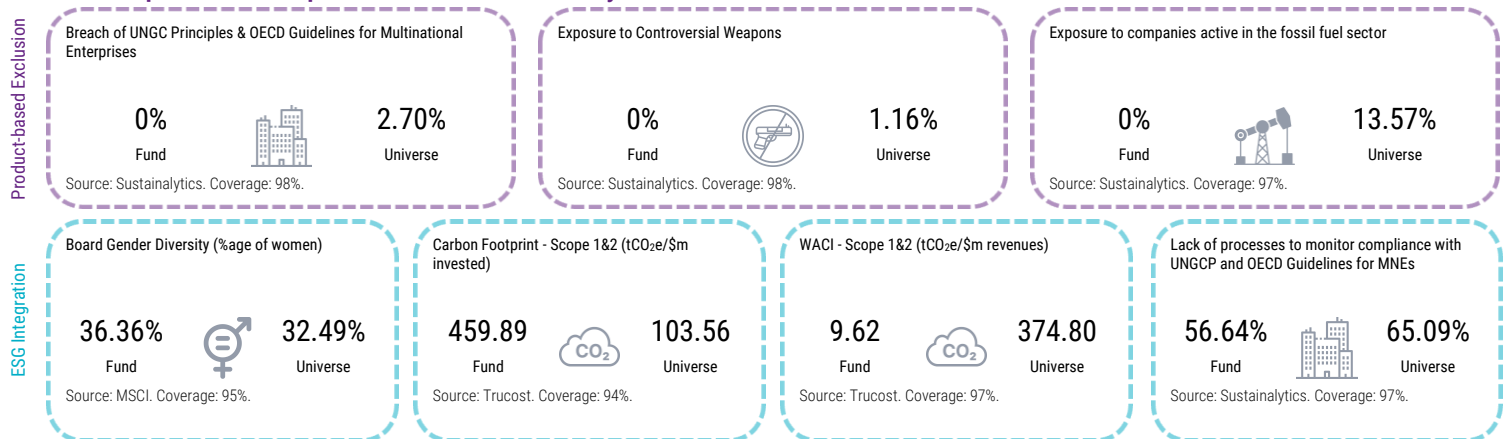 Product-based Exclusion
Breach of UNGC Principles & OECD Guidelines for Multinational
Enterprises
0%
Fund
2.70%
Universe
Source: Sustainalytics. Coverage: 98%.
Exposure to Controversial Weapons
0%
Fund
1.16%
Universe
Source: Sustainalytics. Coverage: 98%.
Exposure to companies active in the fossil fuel sector
0%
Fund
13.57%
Universe
Source: Sustainalytics. Coverage: 97%.
ESG Integration
Board Gender Diversity (%age of women)
36.36%
Fund
32.49%
Universe
Source: MSCI. Coverage: 95%.
Carbon Footprint - Scope 1&2 (tCO₂e/$m
invested)
459.89
Fund
CO₂
103.56
Universe
Source: Trucost. Coverage: 94%.
WACI - Scope 1&2 (tCO₂e/$m revenues)
9.62
Fund
CO₂
374.80
Universe
Source: Trucost. Coverage: 97%.
Lack of processes to monitor compliance with
UNGCP and OECD Guidelines for MNEs
56.64%
Fund
65.09%
Universe
Source: Sustainalytics. Coverage: 97%.